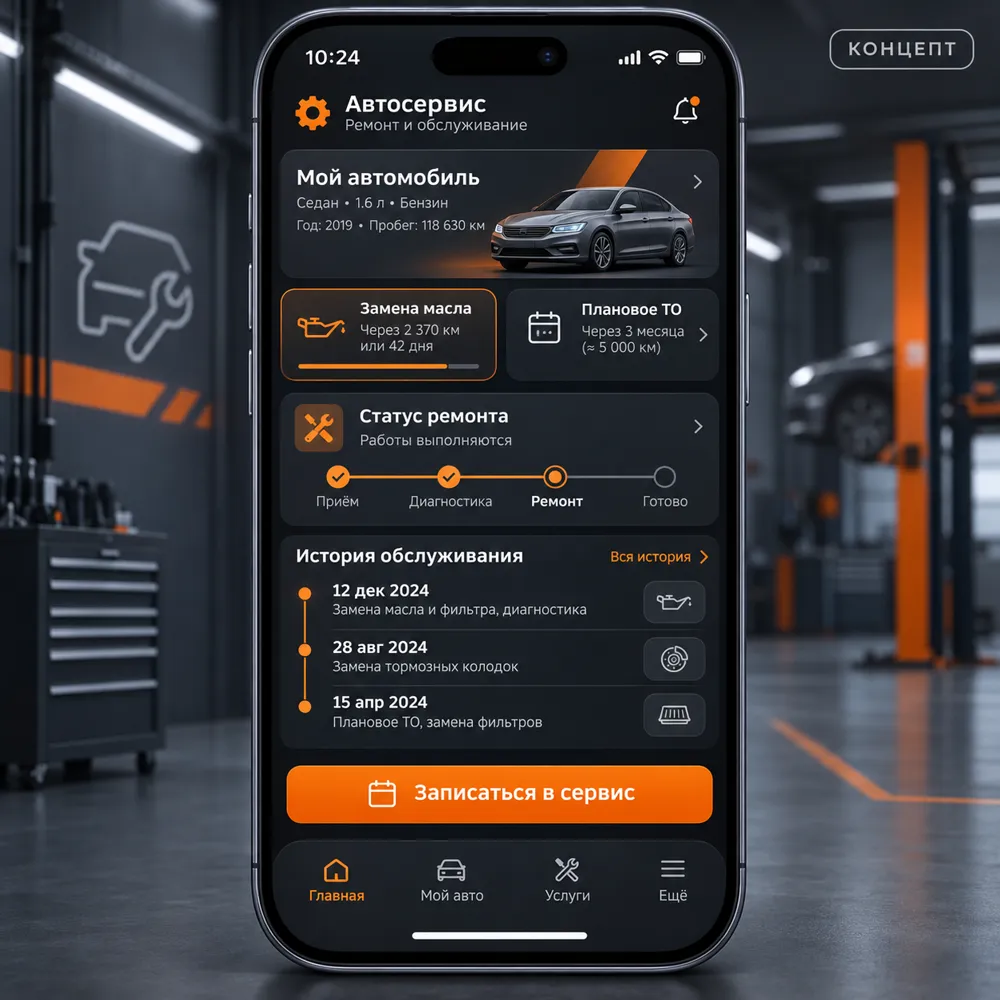 КОНЦЕПТ
10:24
Автосервис
Ремонт и обслуживание
Мой автомобиль
Седан • 1.6 л • Бензин
Год: 2019 • Пробег: 118 630 км
Замена масла
Через 2 370 км
или 42 дня
Плановое ТО
Через 3 месяца
(≈ 5 000 км)
Статус ремонта
Работы выполняются
Приём
Диагностика
Ремонт
Готово
История обслуживания
Вся история
12 дек 2024
Замена масла и фильтра, диагностика
28 авг 2024
Замена тормозных колодок
15 апр 2024
Плановое ТО, замена фильтров
Записаться в сервис
Главная
Мой авто
Услуги
Ещё